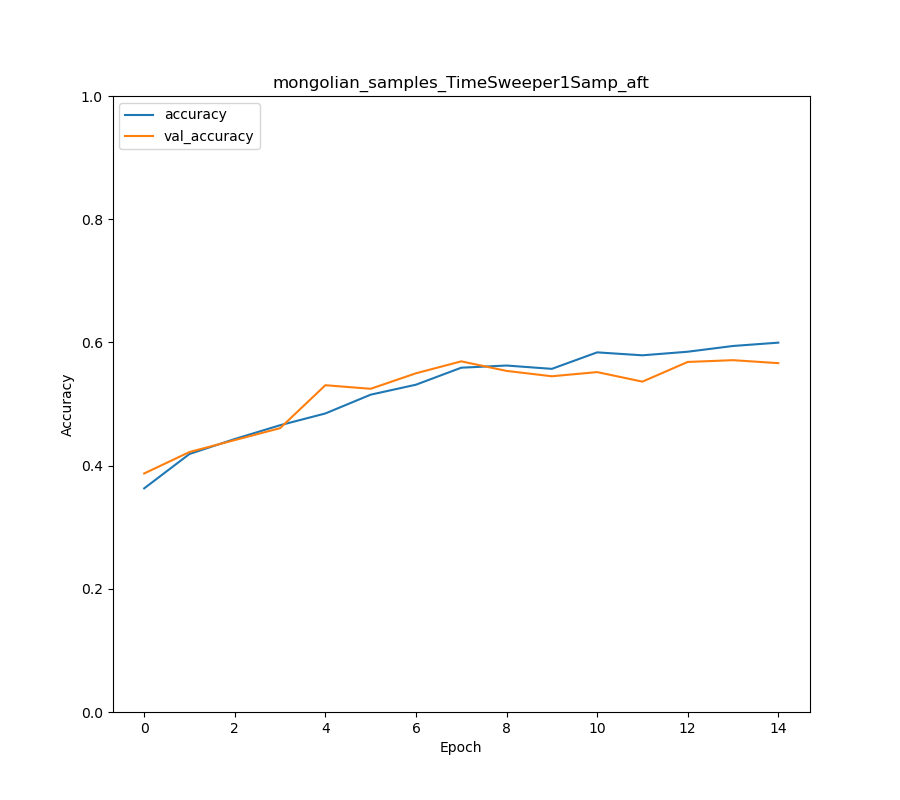 mongolian_samples_TimeSweeper1Samp_aft
accuracy
val_accuracy
1.0
0.8
0.6
0.4
0.2
0.0
Accuracy
0 2 4 6 8 10 12 14
Epoch